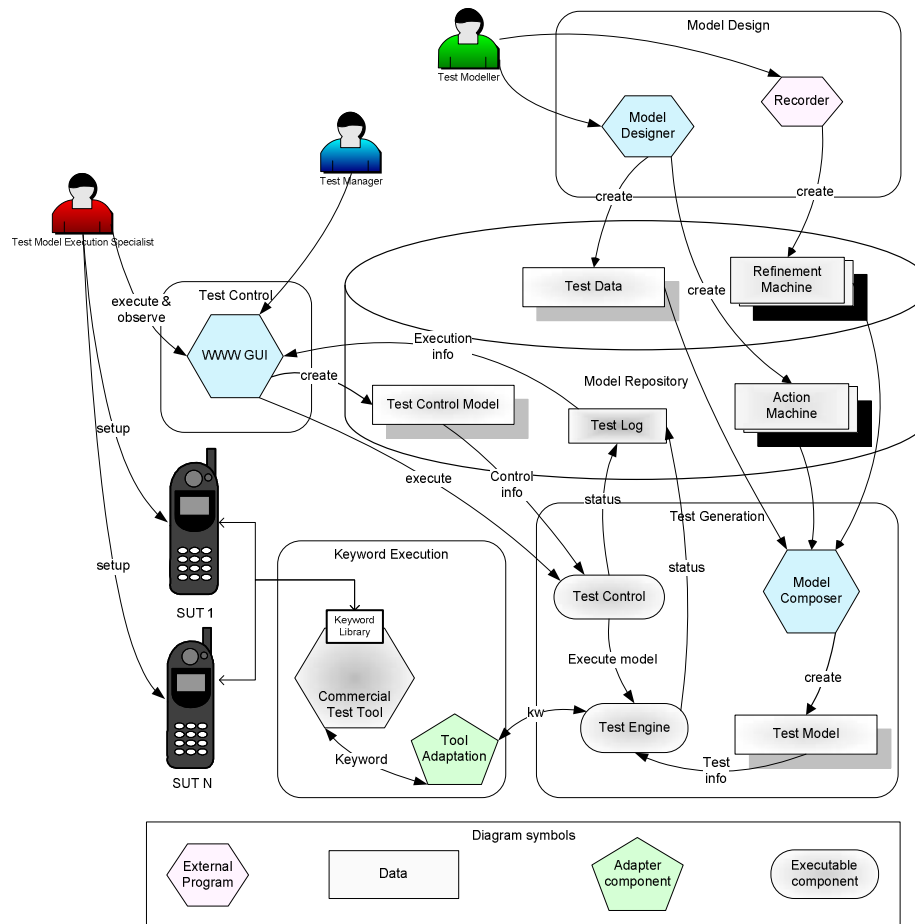 Model Design
Test Modeller
Recorder
Model
Designer
Test Manager
create
create
Test Model Execution Specialist
Refinement
Machine
Test Data
create
Test Control
execute &
observe
Execution
info
WWW GUI
create
Model Repository
Test Control Model
Action
Machine
Test Log
setup
execute
Control
info
status
Test Generation
Keyword Execution
setup
status
Model
Composer
Test Control
SUT 1
Keyword
Library
Execute model
create
Commercial
Test Tool
kw
Test Engine
Test Model
Tool
Adaptation
Keyword
Test
info
SUT N
Diagram symbols
External
Program
Data
Adapter
component
Executable
component